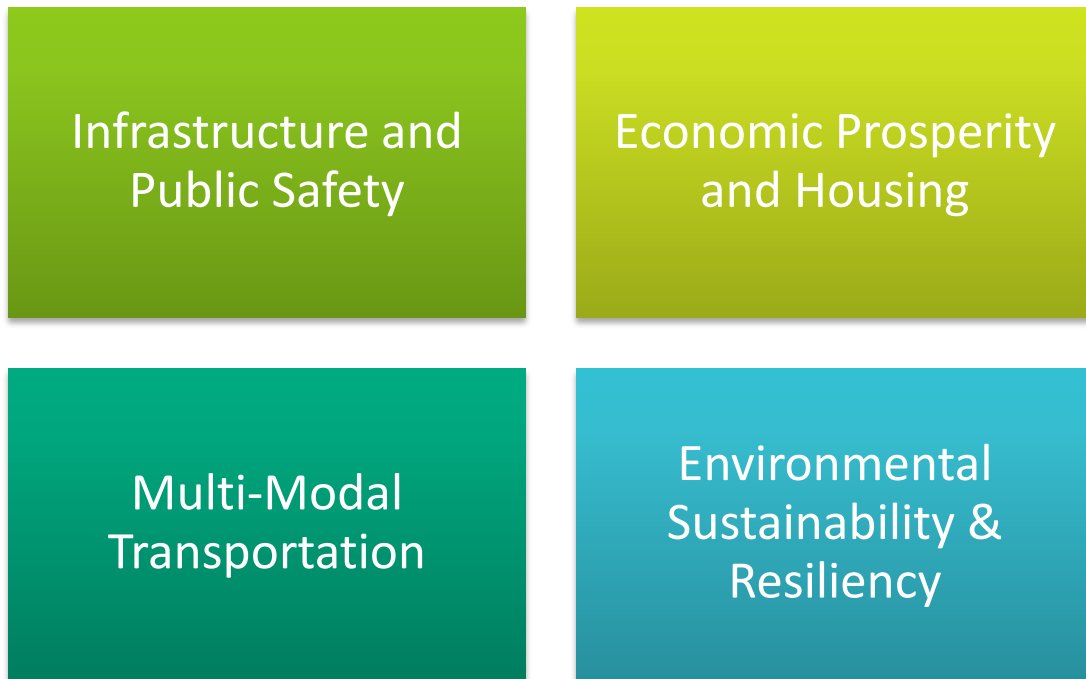 Infrastructure and
Public Safety
Economic Prosperity
and Housing
Multi-Modal
Transportation
Environmental
Sustainability &
Resiliency